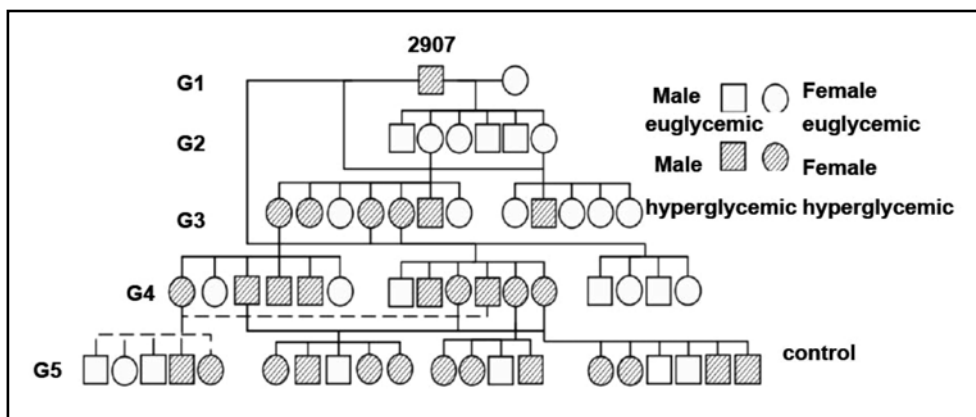 2907
G1
Male Female
euglycemic euglycemic
G2
Male Female
hyperglycemic hyperglycemic
G3
G4
G5 control